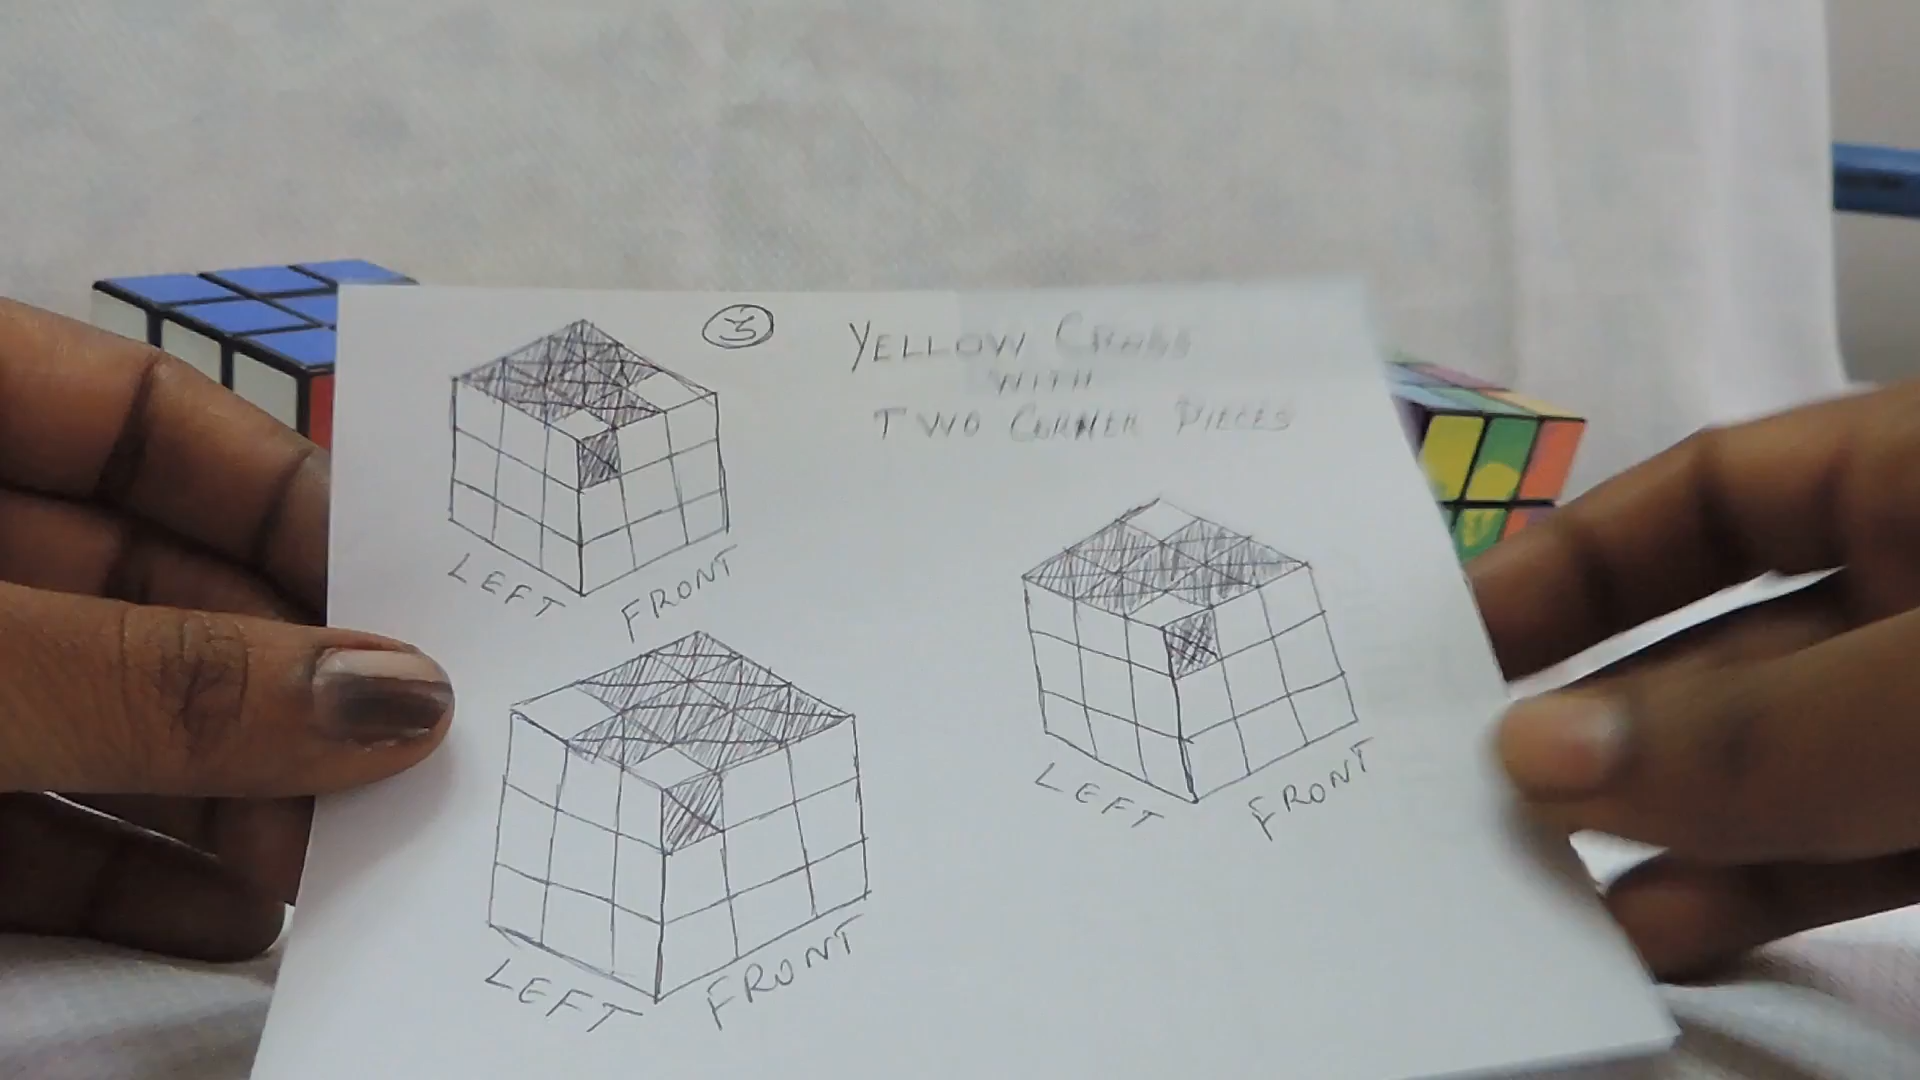 3
YELLOW CROSS
WITH
TWO CORNER PIECES
LEFT FRONT
LEFT FRONT
LEFT FRONT